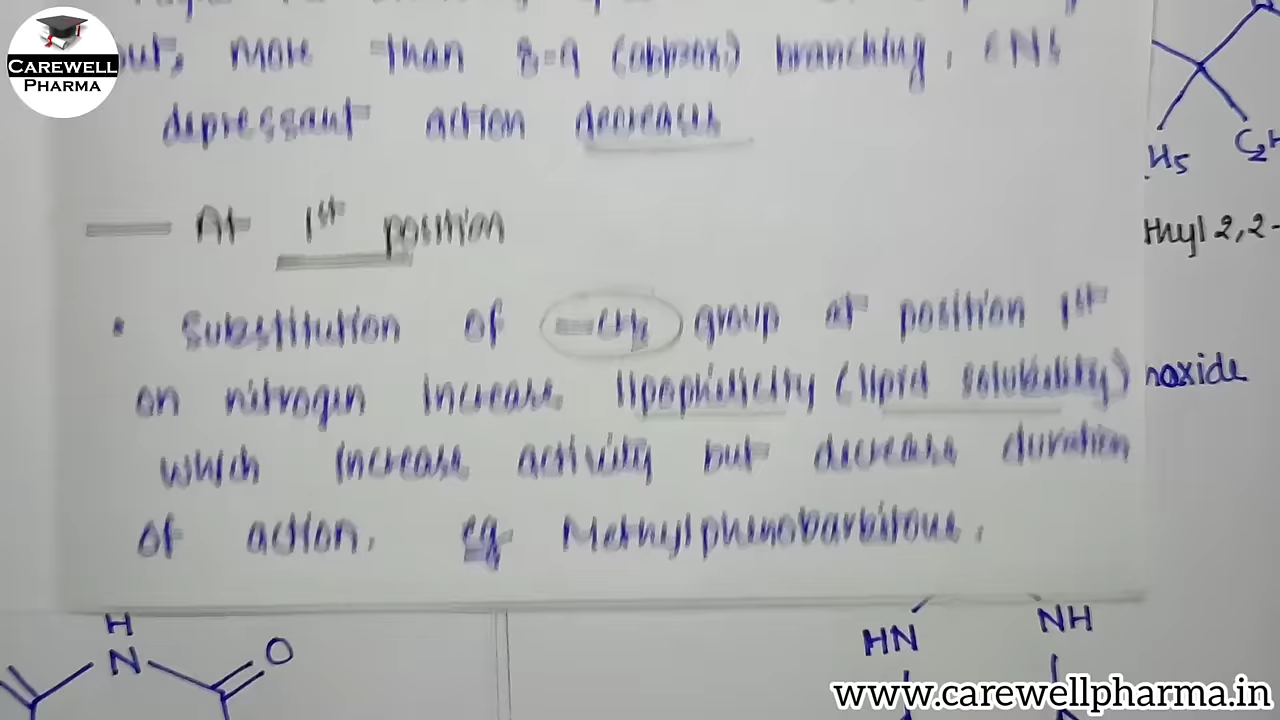 CAREWELL
PHARMA
but, more than 8-9 (approx) branching, CNS
depressant action decreases
At 1st position
• Substitution of -CH3 group at position 1st
on nitrogen increase lipophilicity (lipid solubility)
which increase activity but decrease duration
of action. eg Methylphenobarbitone.
H5 C2H
thyl 2,2-
noxide
H
N O
HN NH
www.carewellpharma.in